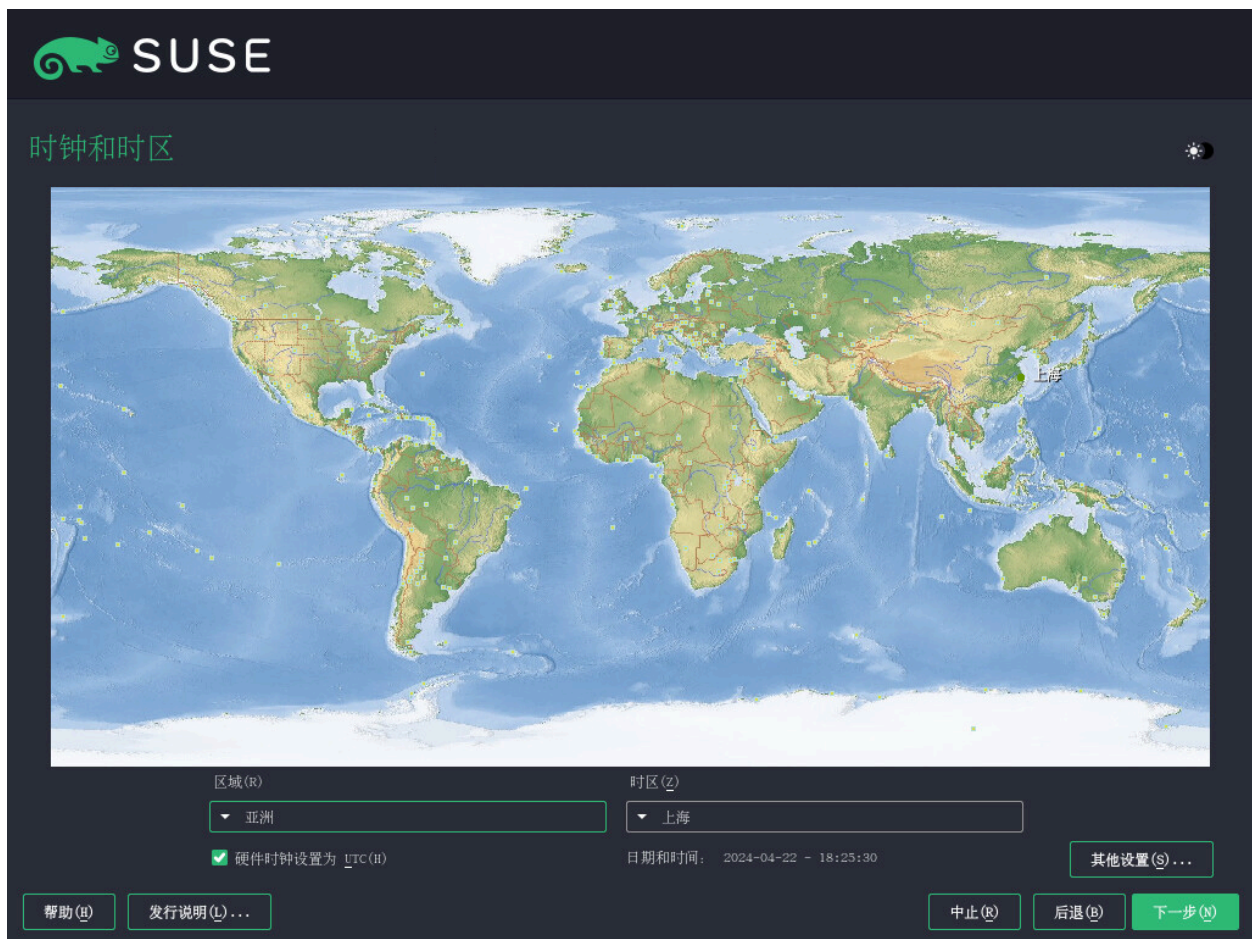 SUSE
时钟和时区
上海
区域(R)
时区(Z)
亚洲
上海
硬件时钟设置为 UTC(H)
日期和时间： 2024-04-22 - 18:25:30
其他设置(S)...
帮助(H)
发行说明(L)...
中止(R)
后退(B)
下一步(N)